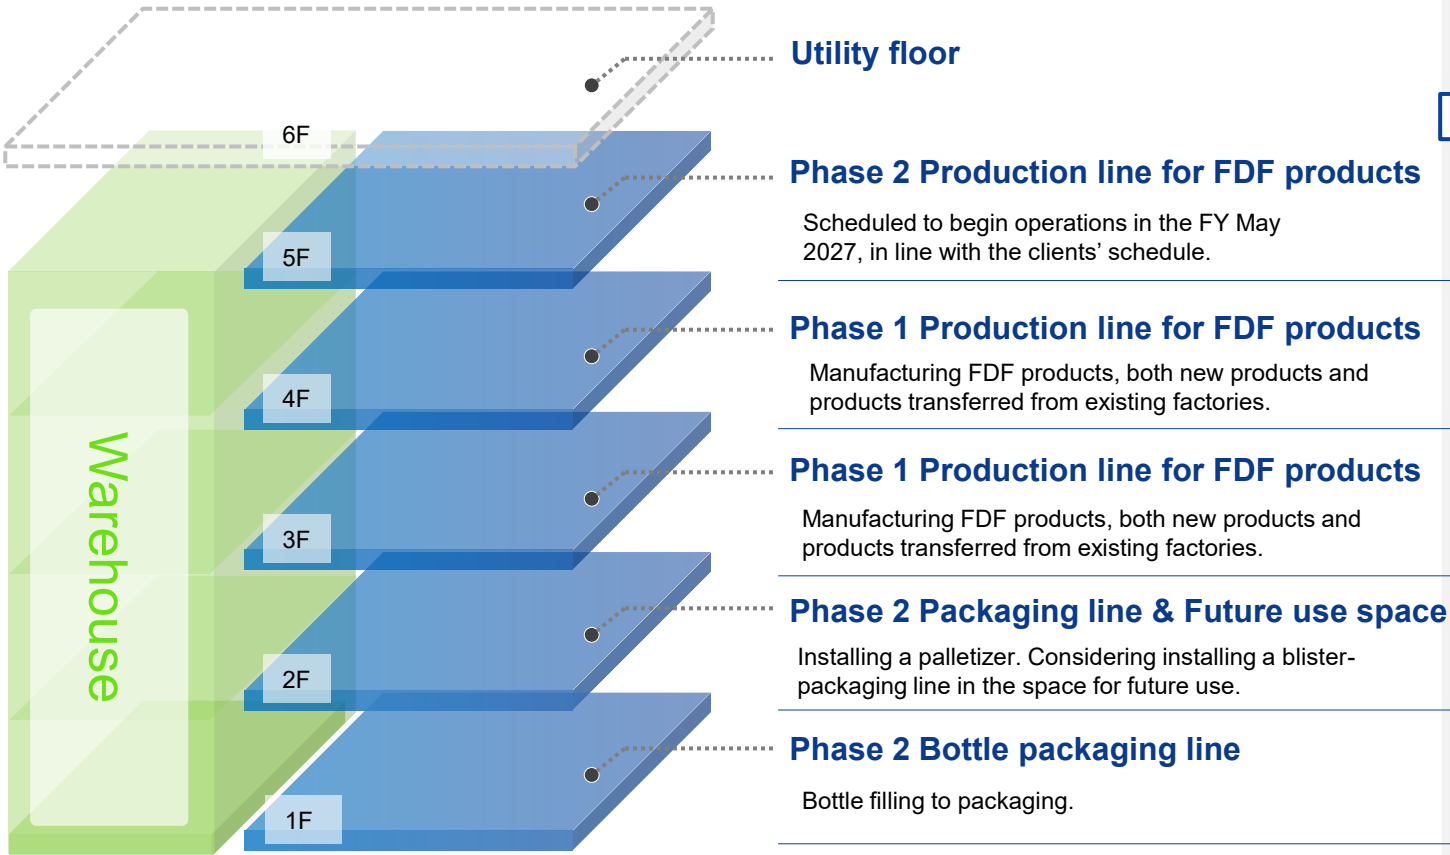 Utility floor
6F
Phase 2 Production line for FDF products
Scheduled to begin operations in the FY May
2027, in line with the clients’ schedule.
5F
Phase 1 Production line for FDF products
Manufacturing FDF products, both new products and
products transferred from existing factories.
4F
Phase 1 Production line for FDF products
Manufacturing FDF products, both new products and
products transferred from existing factories.
3F
Phase 2 Packaging line & Future use space
Installing a palletizer. Considering installing a blister-
packaging line in the space for future use.
2F
Phase 2 Bottle packaging line
Bottle filling to packaging.
1F
Warehouse